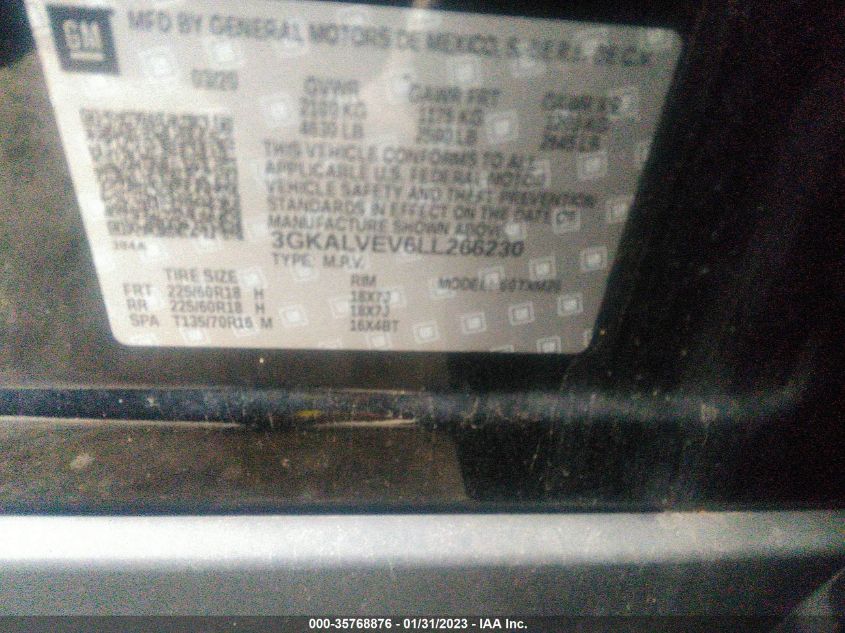 GM
MFD BY GENERAL MOTORS DE MEXICO, S. DE R.L. DE C.V.
03/20 GVWR GAWR FRT GAWR RR
KG 1175 KG KG
LB LB LB
THIS VEHICLE CONFORMS TO ALL
APPLICABLE U.S. FEDERAL MOTOR
VEHICLE SAFETY AND THEFT PREVENTION
STANDARDS IN EFFECT ON THE DATE OF
MANUFACTURE SHOWN ABOVE
3GKALVEV6LL266230
TYPE: M.P.V.
TIRE SIZE RIM MODEL:
FRT 225/60R18 H 18X7J
RR 225/60R18 H 18X7J
SPA T135/70R16 M 16X4BT
000-35768876 - 01/31/2023 - IAA Inc.